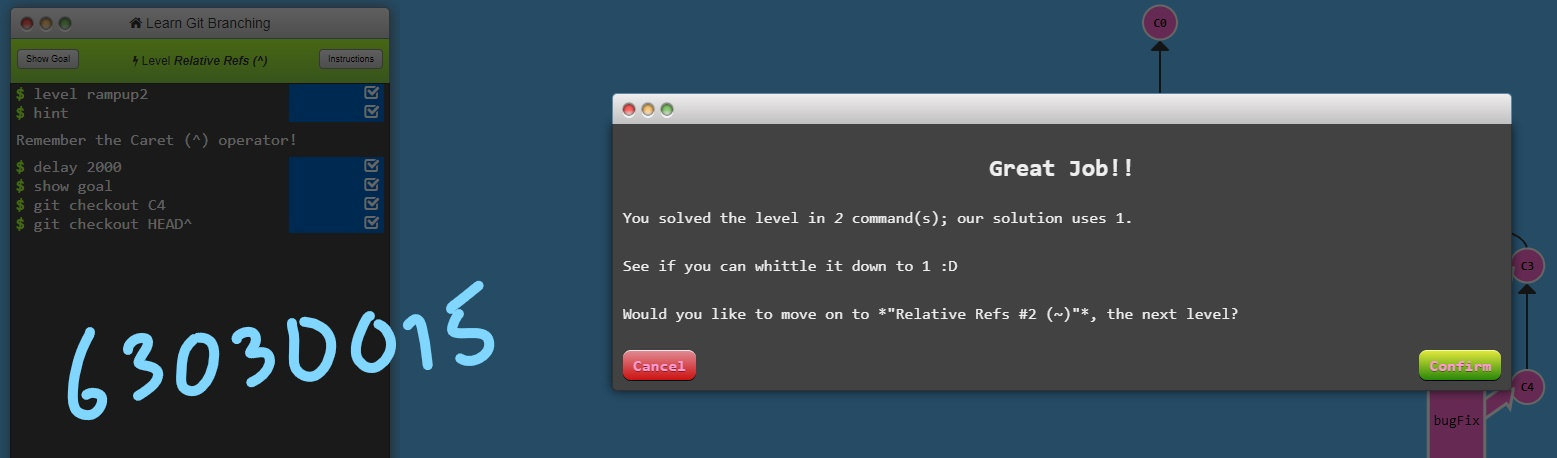 Learn Git Branching
Show Goal
Level Relative Refs (^)
Instructions
$ level rampup2
$ hint
Remember the Caret (^) operator!
$ delay 2000
$ show goal
$ git checkout C4
$ git checkout HEAD^
63030015
C0
Great Job!!
You solved the level in 2 command(s); our solution uses 1.
See if you can whittle it down to 1 :D
Would you like to move on to *"Relative Refs #2 (~)"*, the next level?
Cancel
Confirm
C3
C4
bugFix